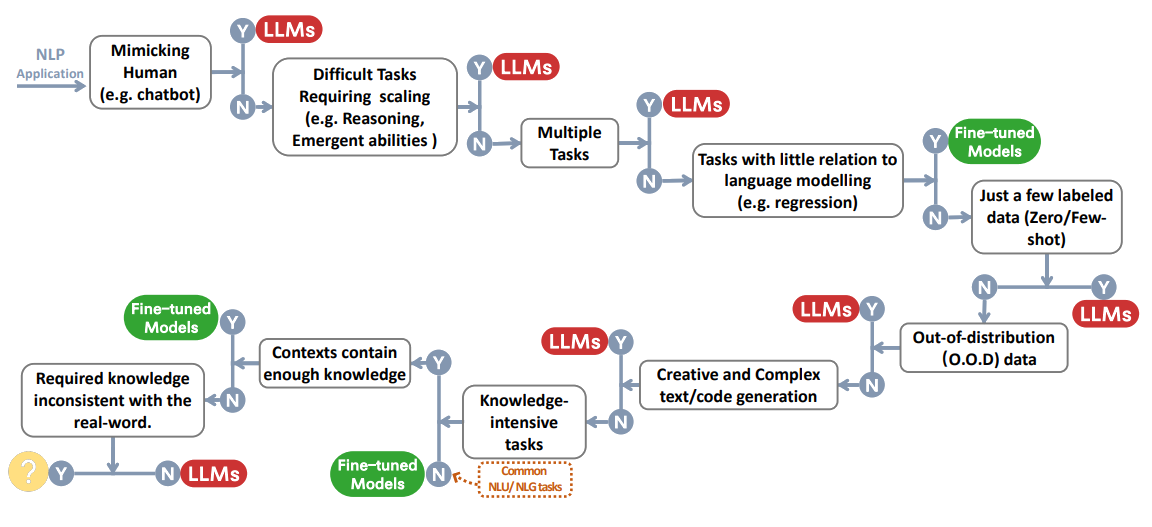 NLP
Application
Mimicking
Human
(e.g. chatbot)
Y
LLMs
N
Difficult Tasks
Requiring scaling
(e.g. Reasoning,
Emergent abilities )
Y
LLMs
N
Multiple
Tasks
Y
LLMs
N
Tasks with little relation to
language modelling
(e.g. regression)
Y
Fine-tuned
Models
N
Just a few labeled
data (Zero/Few-
shot)
Y
LLMs
N
Out-of-distribution
(O.O.D) data
Y
LLMs
N
Creative and Complex
text/code generation
Y
LLMs
N
Knowledge-
intensive
tasks
N
Fine-tuned
Models
Common
NLU/ NLG tasks
Y
Contexts contain
enough knowledge
Y
Fine-tuned
Models
N
Required knowledge
inconsistent with the
real-word.
Y
?
N
LLMs